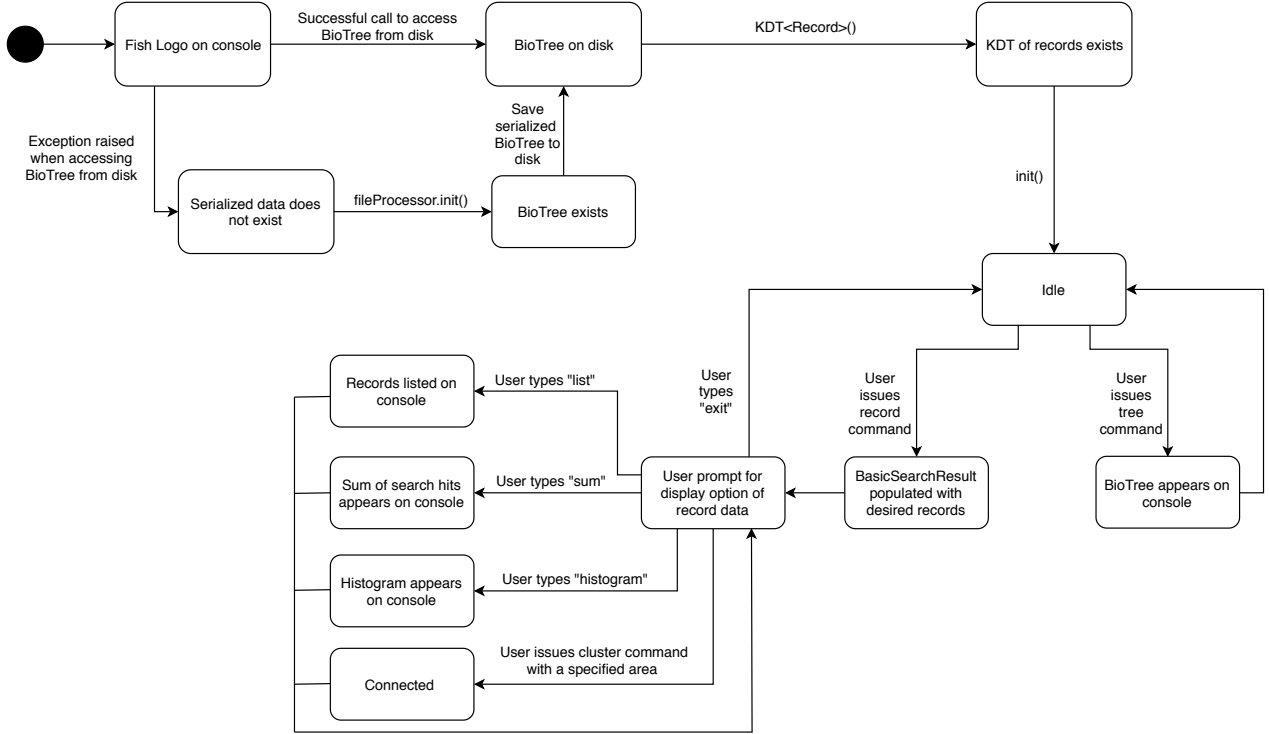 Fish Logo on console
Successful call to access
BioTree from disk
BioTree on disk
KDT<Record>()
KDT of records exists
Exception raised
when accessing
BioTree from disk
Save
serialized
BioTree to
disk
Serialized data does
not exist
fileProcessor.init()
BioTree exists
init()
Idle
User
types
"exit"
User
issues
record
command
User
issues
tree
command
Records listed on
console
User types "list"
Sum of search hits
appears on console
User types "sum"
User prompt for
display option of
record data
BasicSearchResult
populated with
desired records
BioTree appears on
console
Histogram appears
on console
User types "histogram"
Connected
User issues cluster command
with a specified area